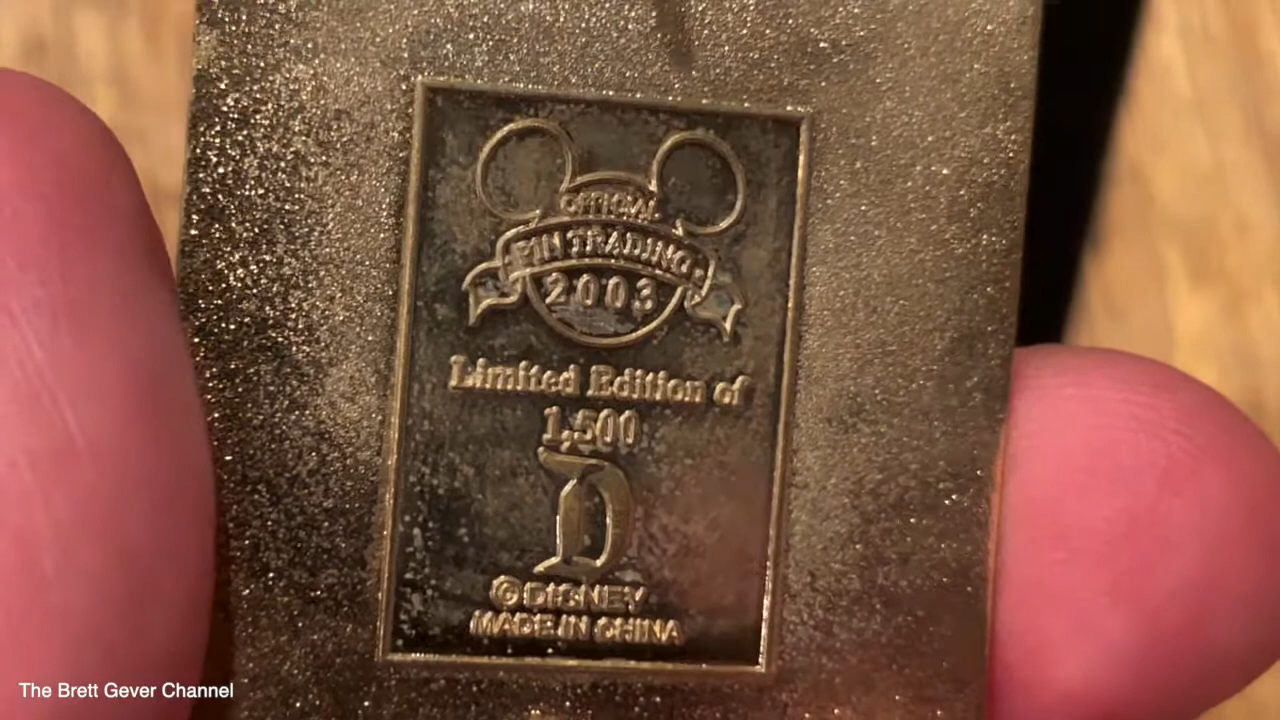 OFFICIAL
PIN TRADING
2003
Limited Edition of
1,500
D
© DISNEY
MADE IN CHINA
The Brett Gever Channel